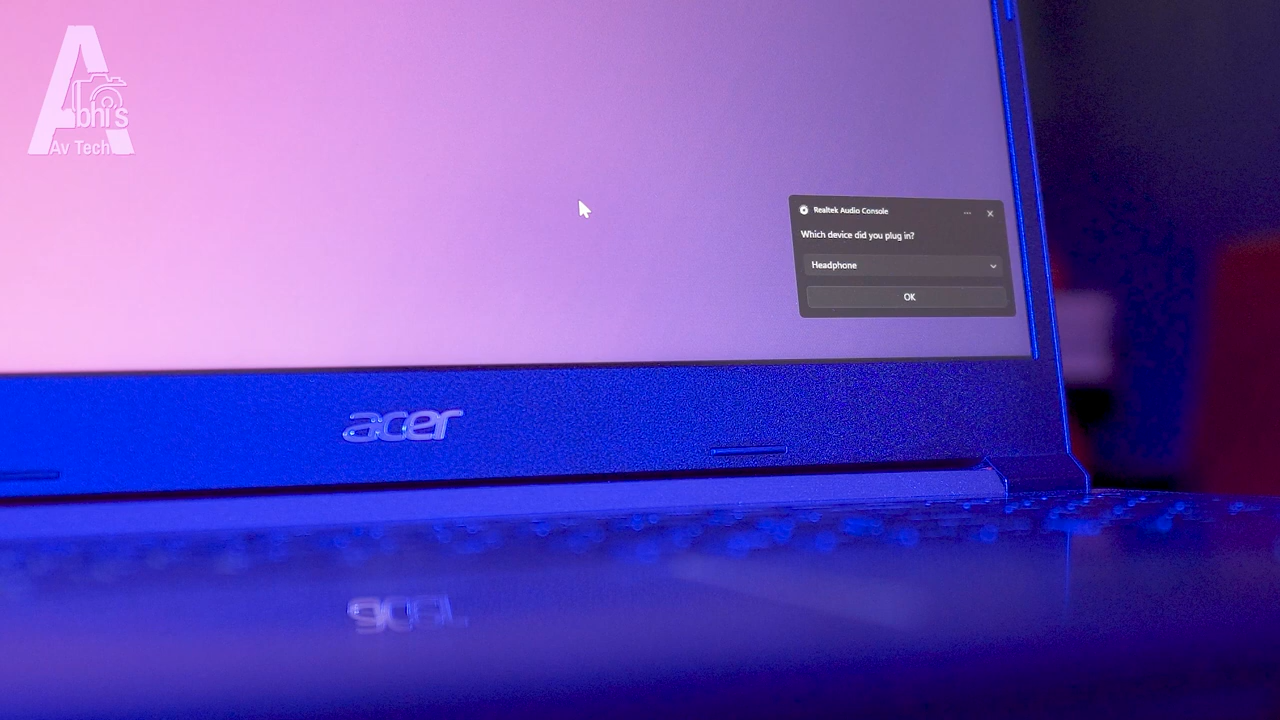 Abhi's
Av Tech
Realtek Audio Console
Which device did you plug in?
Headphone
OK
acer